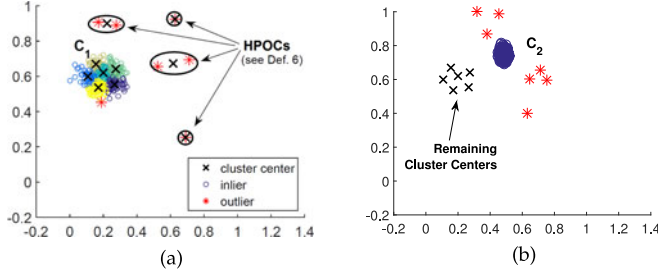 1
0.8
0.6
0.4
0.2
0
-0.2
-0.2 0 0.2 0.4 0.6 0.8 1 1.2 1.4
C1
HPOCs
(see Def. 6)
cluster center
inlier
outlier
(a)
1
0.8
0.6
0.4
0.2
0
-0.2
-0.2 0 0.2 0.4 0.6 0.8 1 1.2 1.4
C2
Remaining
Cluster Centers
(b)